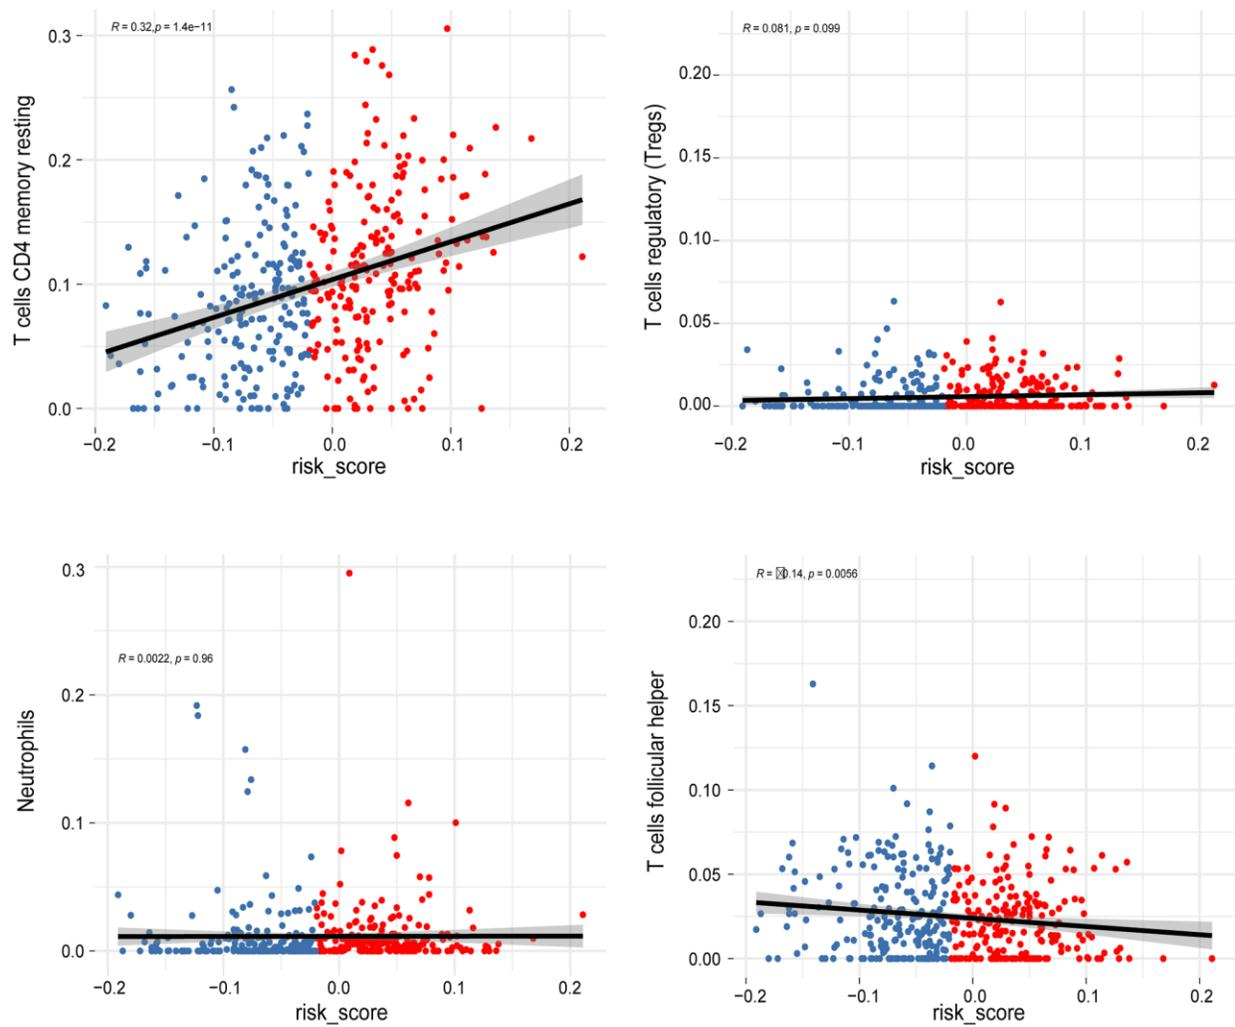 R = 0.32,p = 1.4e−11
T cells CD4 memory resting
0.3
0.2
0.1
0.0
−0.2 −0.1 0.0 0.1 0.2
risk_score
R = 0.081, p = 0.099
T cells regulatory (Tregs)
0.20
0.15
0.10
0.05
0.00
−0.2 −0.1 0.0 0.1 0.2
risk_score
R = 0.0022, p = 0.96
Neutrophils
0.3
0.2
0.1
0.0
−0.2 −0.1 0.0 0.1 0.2
risk_score
R = 0.14, p = 0.0056
T cells follicular helper
0.20
0.15
0.10
0.05
0.00
−0.2 −0.1 0.0 0.1 0.2
risk_score